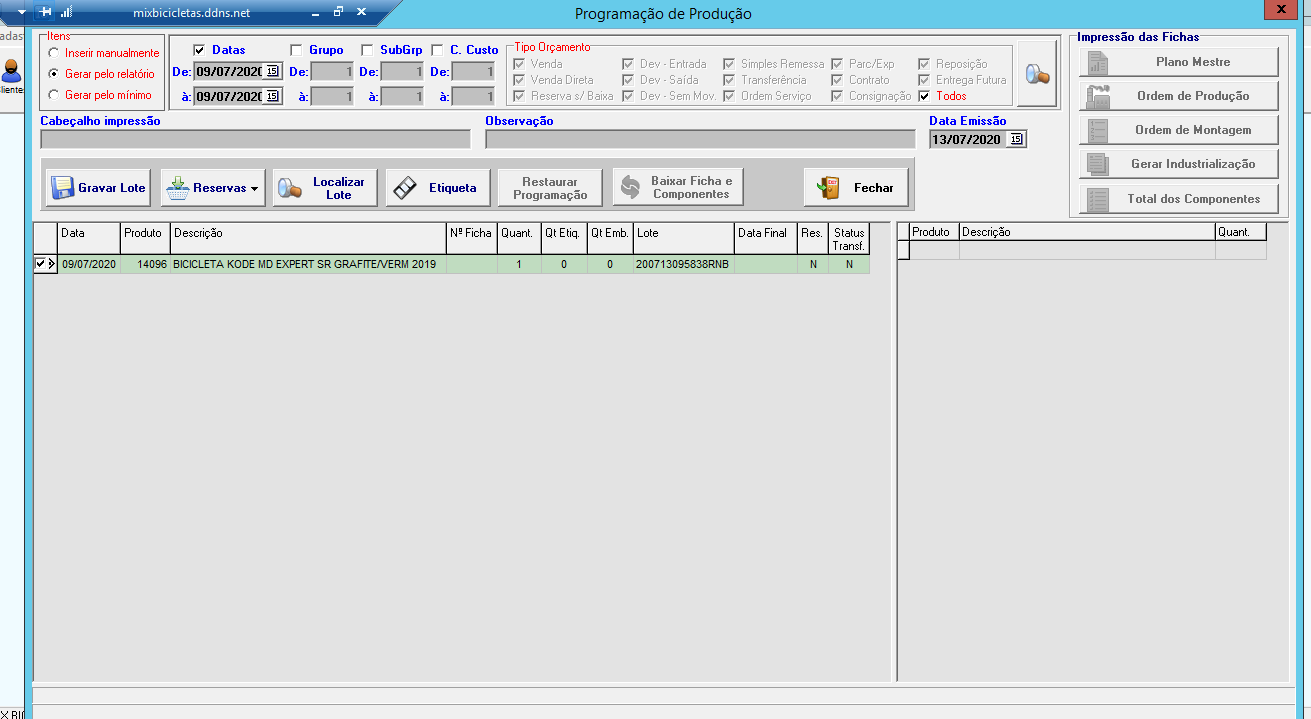 mixbicicletas.ddns.net
Programação de Produção
x
adas
lientes
Itens
Inserir manualmente
Gerar pelo relatório
Gerar pelo mínimo
Datas
Grupo
SubGrp
C. Custo
De: 09/07/2020 15 De: 1 De: 1 De: 1
à: 09/07/2020 15 à: 1 à: 1 à: 1
Tipo Orçamento
Venda Dev - Entrada Simples Remessa Parc/Exp Reposição
Venda Direta Dev - Saída Transferência Contrato Entrega Futura
Reserva s/ Baixa Dev - Sem Mov. Ordem Serviço Consignação Todos
Impressão das Fichas
Plano Mestre
Ordem de Produção
Ordem de Montagem
Gerar Industrialização
Total dos Componentes
Cabeçalho impressão
Observação
Data Emissão
13/07/2020 15
Gravar Lote
Reservas
Localizar
Lote
Etiqueta
Restaurar
Programação
Baixar Ficha e
Componentes
Fechar
Data Produto Descrição Nº Ficha Quant. Qt Etiq. Qt Emb. Lote Data Final Res. Status
Transf.
09/07/2020 14096 BICICLETA KODE MD EXPERT SR GRAFITE/VERM 2019 1 0 0 200713095838RNB N N
Produto Descrição Quant.
X BI